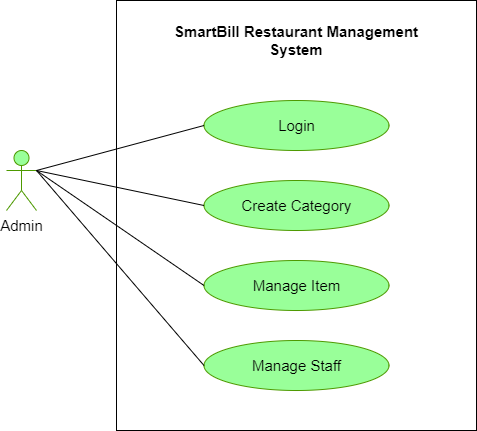 SmartBill Restaurant Management
System
Login
Admin
Create Category
Manage Item
Manage Staff